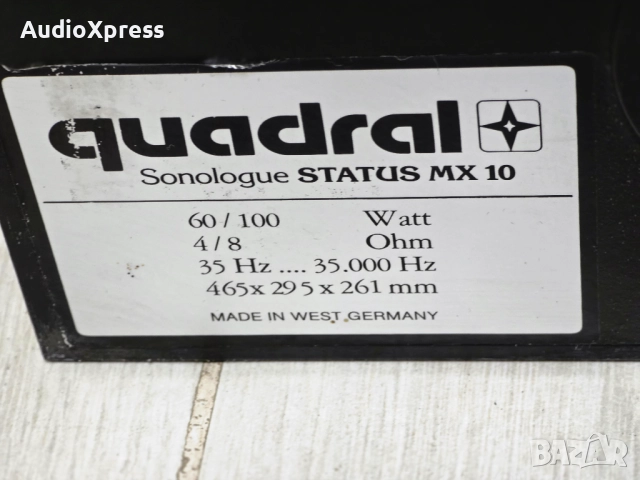 AudioXpress
quadral
Sonologue STATUS MX 10
60 / 100 Watt
4 / 8 Ohm
35 Hz .... 35.000 Hz
465x 295x 261 mm
MADE IN WEST GERMANY
BAZAR